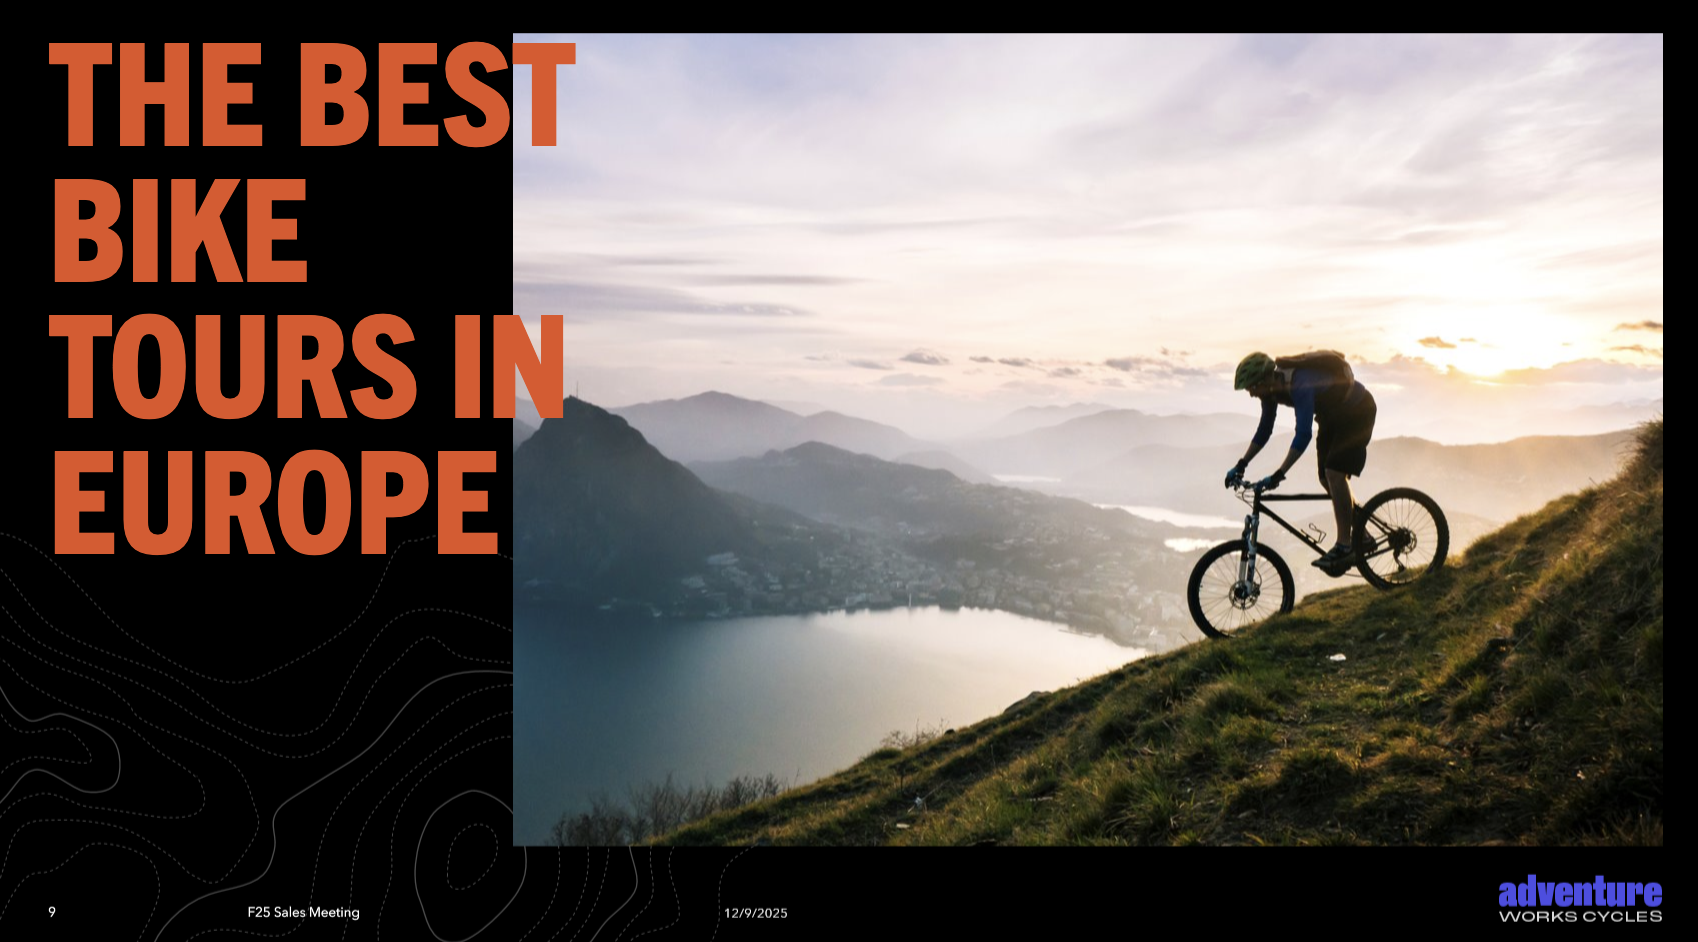 THE BEST
BIKE
TOURS IN
EUROPE
9
F25 Sales Meeting
12/9/2025
adventure
WORKS CYCLES